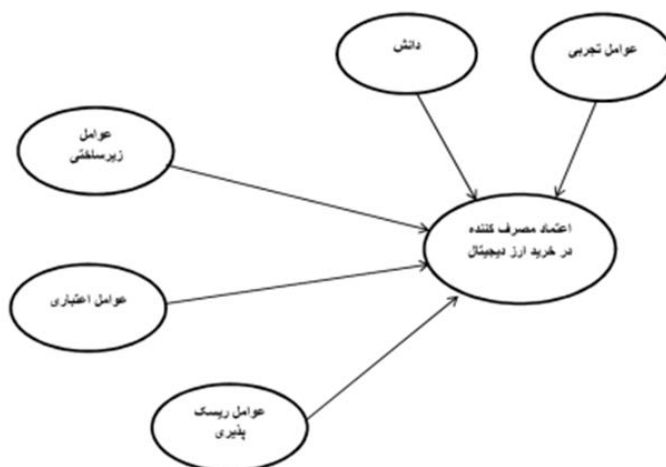 عوامل تجربی
دانش
عوامل
زیرساختی
اعتماد مصرف کننده
در خرید ارز دیجیتال
عوامل اعتباری
عوامل ریسک
پذیری